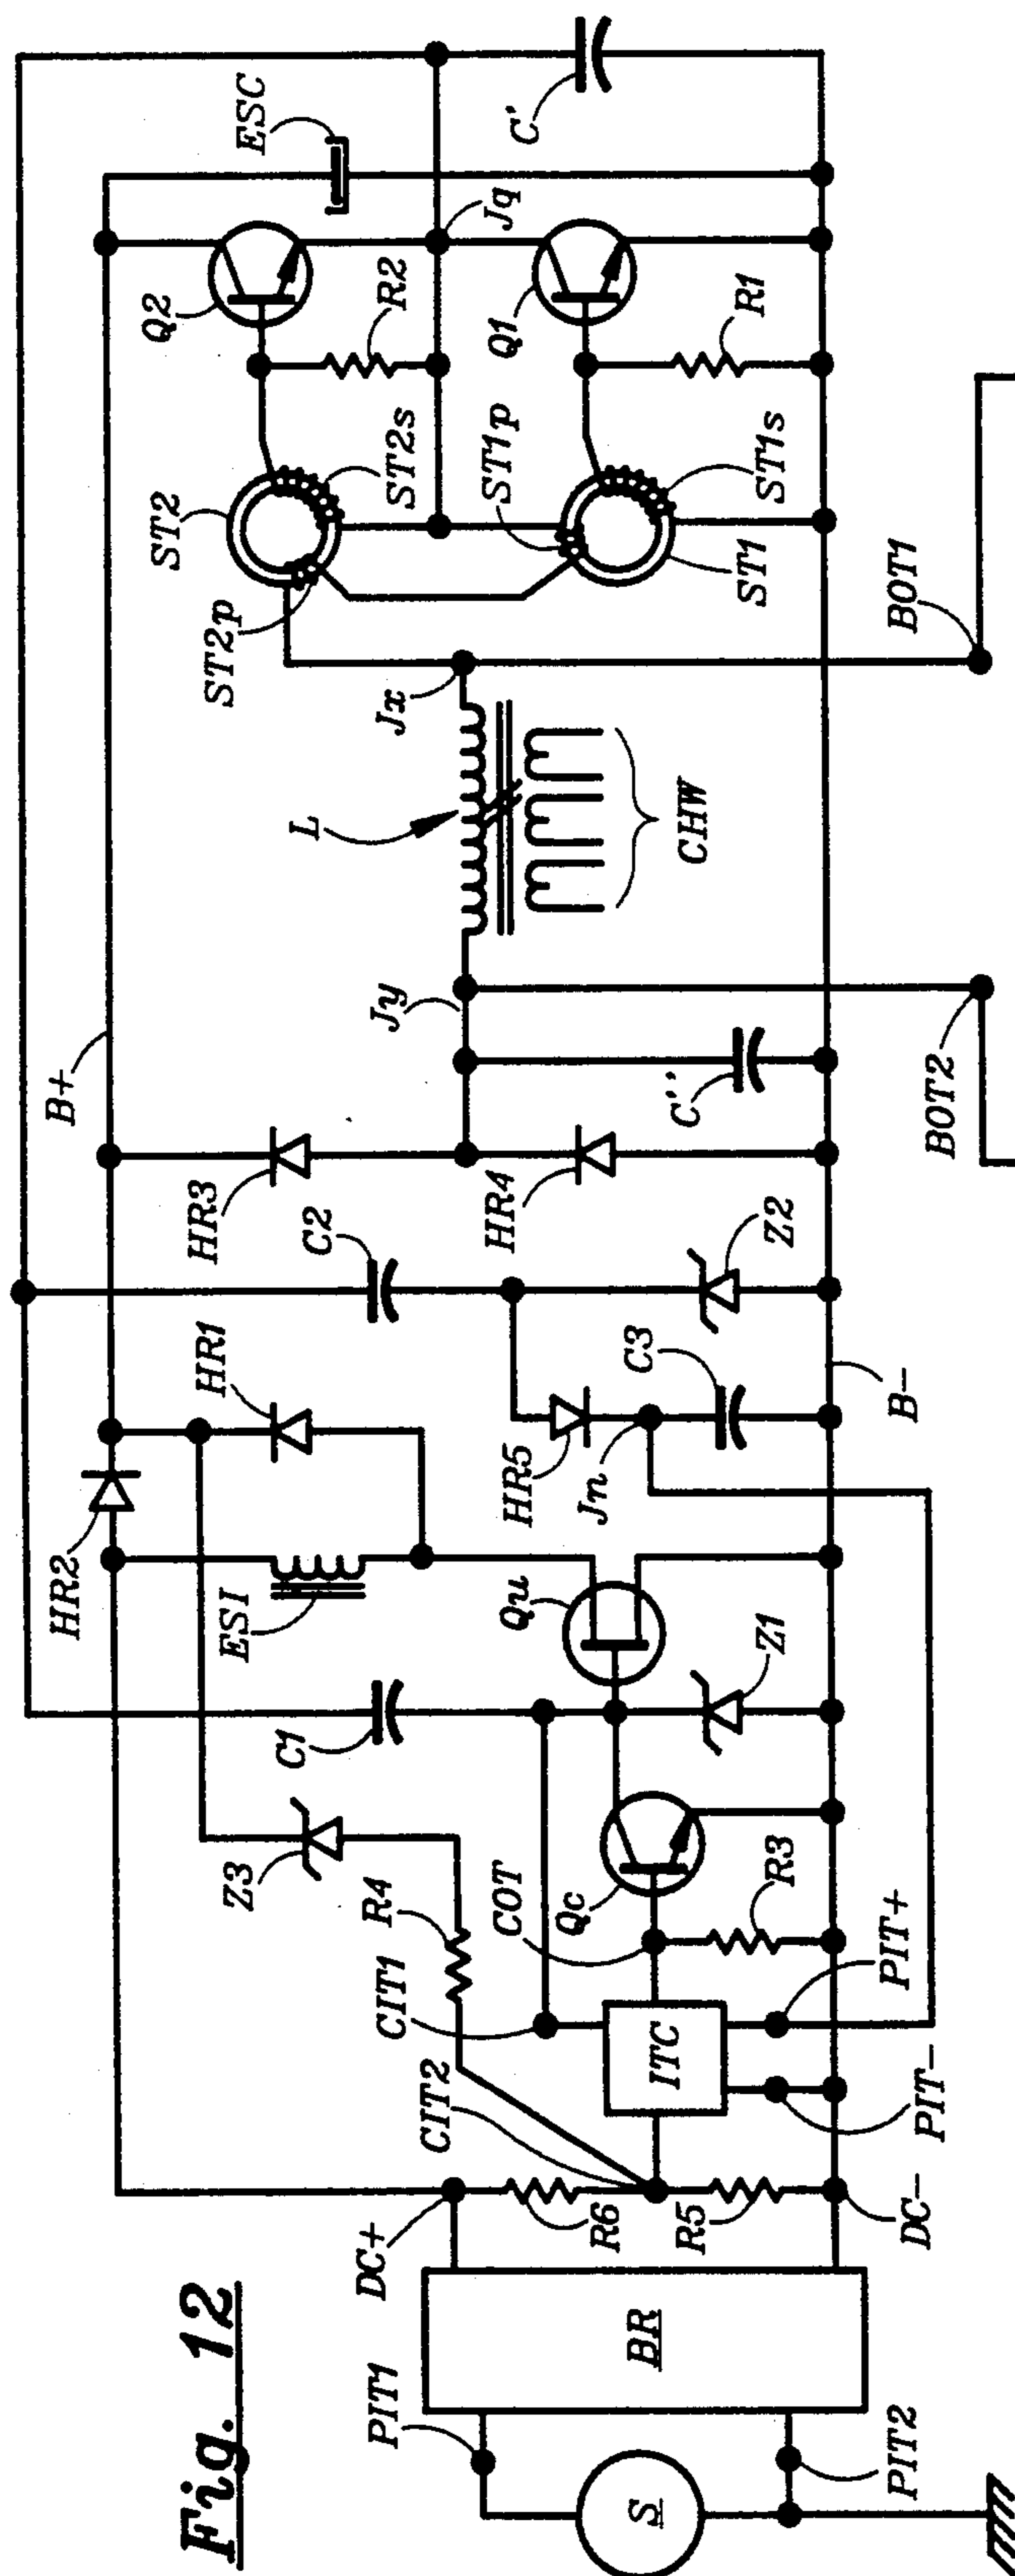 Fig. 12
S
PIT1
PIT2
BR
DC+
DC-
R6
R5
CIT2
CIT1
ITC
PIT-
PIT+
COT
R3
R4
Z3
Qc
C1
Z1
Qu
ESI
HR2
HR1
HR5
Jn
C3
B-
C2
Z2
HR3
HR4
B+
C''
Jy
BOT2
L
CHW
Jx
BOT1
ST2p
ST2
ST2s
ST1p
ST1
ST1s
Q2
R2
Q1
R1
Jq
ESC
C'